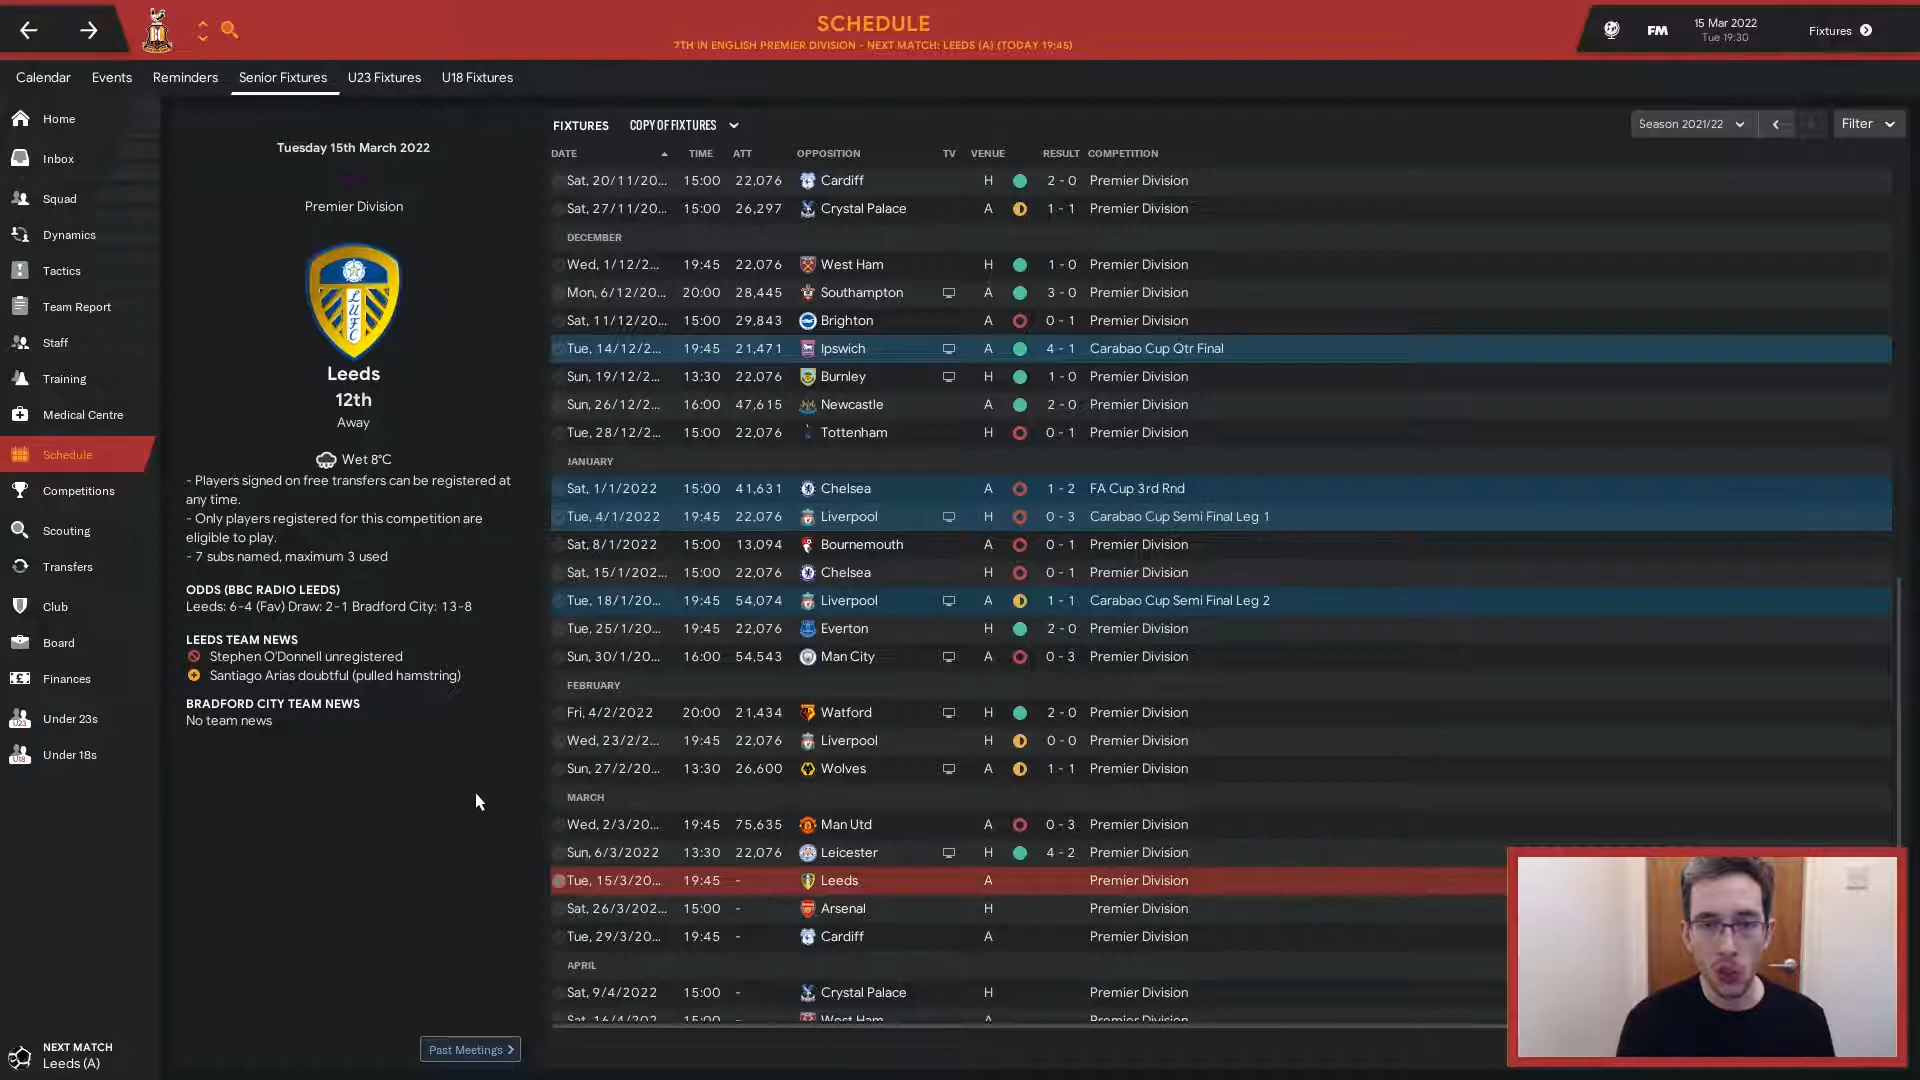 SCHEDULE
7TH IN ENGLISH PREMIER DIVISION - NEXT MATCH: LEEDS (A) (TODAY 19:45)
FM
15 Mar 2022
Tue 19:30
Fixtures
Calendar Events Reminders Senior Fixtures U23 Fixtures U18 Fixtures
Home
Inbox
Squad
Dynamics
Tactics
Team Report
Staff
Training
Medical Centre
Schedule
Competitions
Scouting
Transfers
Club
Board
Finances
U23 Under 23s
U18 Under 18s
NEXT MATCH
Leeds (A)
Tuesday 15th March 2022
Premier Division
LUFC
Leeds
12th
Away
Wet 8°C
- Players signed on free transfers can be registered at
any time.
- Only players registered for this competition are
eligible to play.
- 7 subs named, maximum 3 used
ODDS (BBC RADIO LEEDS)
Leeds: 6-4 (Fav) Draw: 2-1 Bradford City: 13-8
LEEDS TEAM NEWS
Stephen O'Donnell unregistered
Santiago Arias doubtful (pulled hamstring)
BRADFORD CITY TEAM NEWS
No team news
Past Meetings
FIXTURES COPY OF FIXTURES
Season 2021/22
Filter
DATE TIME ATT OPPOSITION TV VENUE RESULT COMPETITION
Sat, 20/11/20... 15:00 22,076 Cardiff H 2 - 0 Premier Division
Sat, 27/11/20... 15:00 26,297 Crystal Palace A 1 - 1 Premier Division
DECEMBER
Wed, 1/12/2... 19:45 22,076 West Ham H 1 - 0 Premier Division
Mon, 6/12/20... 20:00 28,445 Southampton A 3 - 0 Premier Division
Sat, 11/12/20... 15:00 29,843 Brighton A 0 - 1 Premier Division
Tue, 14/12/2... 19:45 21,471 Ipswich A 4 - 1 Carabao Cup Qtr Final
Sun, 19/12/2... 13:30 22,076 Burnley H 1 - 0 Premier Division
Sun, 26/12/2... 16:00 47,615 Newcastle A 2 - 0 Premier Division
Tue, 28/12/2... 15:00 22,076 Tottenham H 0 - 1 Premier Division
JANUARY
Sat, 1/1/2022 15:00 41,631 Chelsea A 1 - 2 FA Cup 3rd Rnd
Tue, 4/1/2022 19:45 22,076 Liverpool H 0 - 3 Carabao Cup Semi Final Leg 1
Sat, 8/1/2022 15:00 13,094 Bournemouth A 0 - 1 Premier Division
Sat, 15/1/202... 15:00 22,076 Chelsea H 0 - 1 Premier Division
Tue, 18/1/20... 19:45 54,074 Liverpool A 1 - 1 Carabao Cup Semi Final Leg 2
Tue, 25/1/20... 19:45 22,076 Everton H 2 - 0 Premier Division
Sun, 30/1/20... 16:00 54,543 Man City A 0 - 3 Premier Division
FEBRUARY
Fri, 4/2/2022 20:00 21,434 Watford H 2 - 0 Premier Division
Wed, 23/2/2... 19:45 22,076 Liverpool H 0 - 0 Premier Division
Sun, 27/2/20... 13:30 26,600 Wolves A 1 - 1 Premier Division
MARCH
Wed, 2/3/20... 19:45 75,635 Man Utd A 0 - 3 Premier Division
Sun, 6/3/2022 13:30 22,076 Leicester H 4 - 2 Premier Division
Tue, 15/3/20... 19:45 - Leeds A Premier Division
Sat, 26/3/202... 15:00 - Arsenal H Premier Division
Tue, 29/3/20... 19:45 - Cardiff A Premier Division
APRIL
Sat, 9/4/2022 15:00 - Crystal Palace H Premier Division
Sat, 16/4/202... 15:00 - West Ham A Premier Division